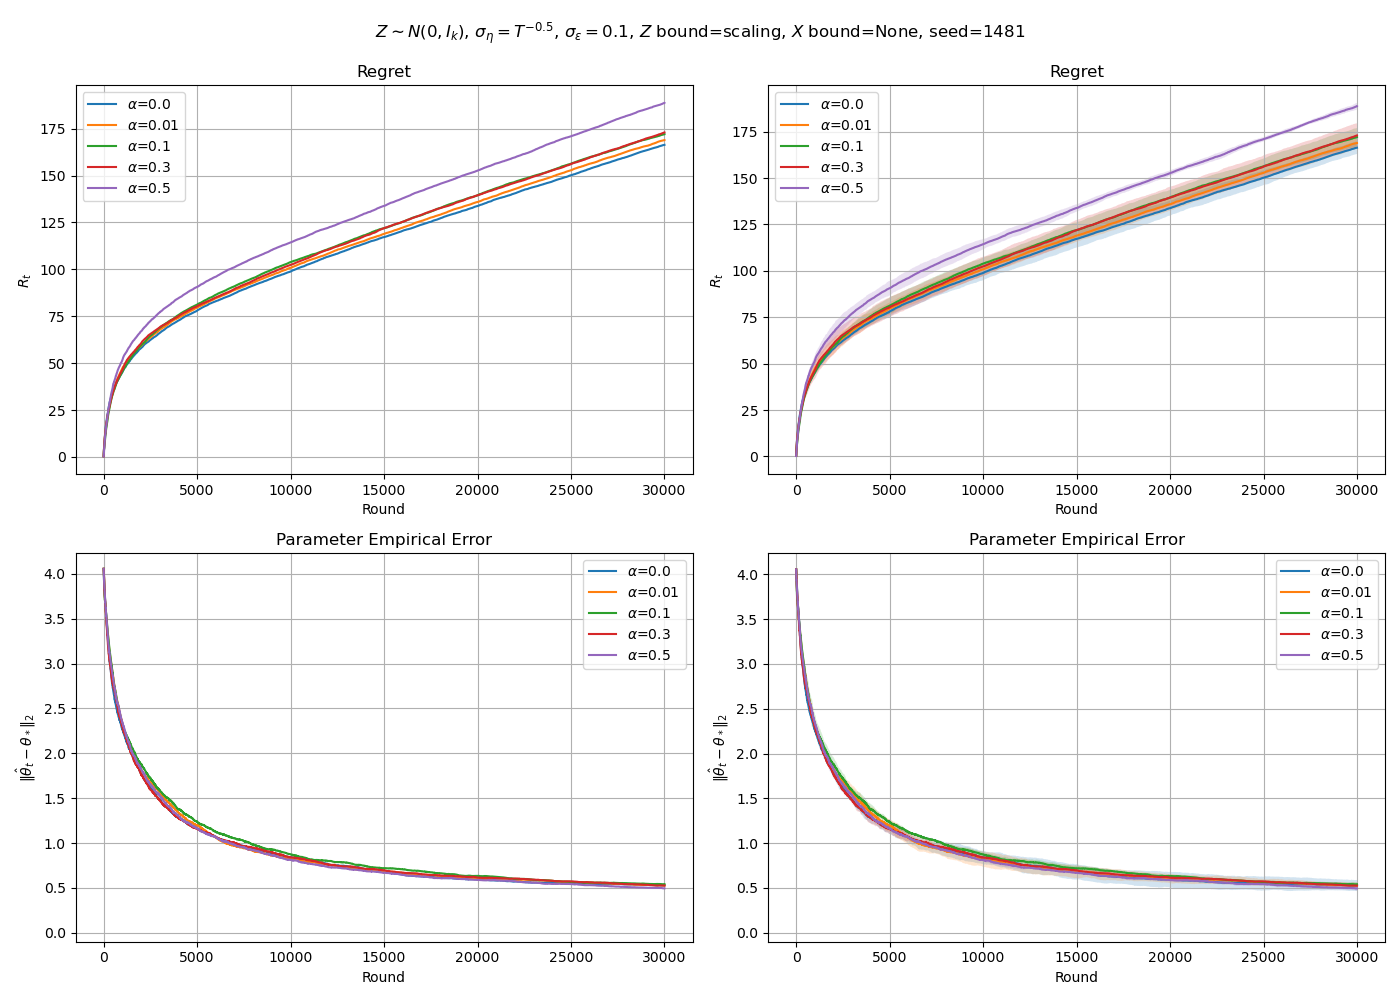 Z ∼ N(0, I_k), σ_η = T^{−0.5}, σ_ε = 0.1, Z bound=scaling, X bound=None, seed=1481
Regret
R_t
175
150
125
100
75
50
25
0
α=0.0
α=0.01
α=0.1
α=0.3
α=0.5
0 5000 10000 15000 20000 25000 30000
Round
Regret
R_t
175
150
125
100
75
50
25
0
α=0.0
α=0.01
α=0.1
α=0.3
α=0.5
0 5000 10000 15000 20000 25000 30000
Round
Parameter Empirical Error
‖θ̂_t − θ_*‖_2
4.0
3.5
3.0
2.5
2.0
1.5
1.0
0.5
0.0
α=0.0
α=0.01
α=0.1
α=0.3
α=0.5
0 5000 10000 15000 20000 25000 30000
Round
Parameter Empirical Error
‖θ̂_t − θ_*‖_2
4.0
3.5
3.0
2.5
2.0
1.5
1.0
0.5
0.0
α=0.0
α=0.01
α=0.1
α=0.3
α=0.5
0 5000 10000 15000 20000 25000 30000
Round